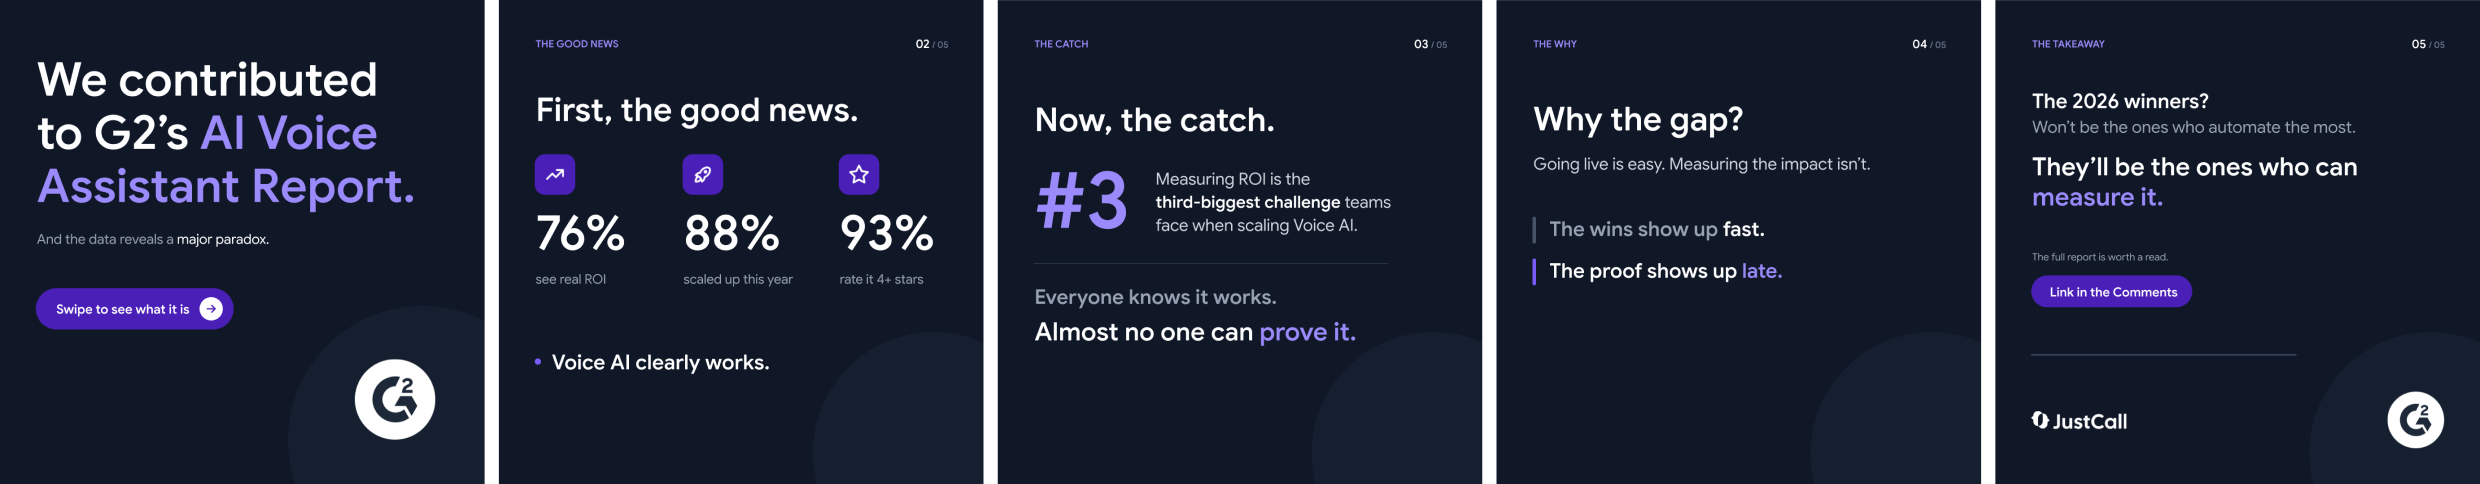 We contributed
to G2's AI Voice
Assistant Report.
And the data reveals a major paradox.
Swipe to see what it is
G2
THE GOOD NEWS
02 / 05
First, the good news.
76%
88%
93%
see real ROI
scaled up this year
rate it 4+ stars
Voice AI clearly works.
THE CATCH
03 / 05
Now, the catch.
#3
Measuring ROI is the
third-biggest challenge teams
face when scaling Voice AI.
Everyone knows it works.
Almost no one can prove it.
THE WHY
04 / 05
Why the gap?
Going live is easy. Measuring the impact isn't.
The wins show up fast.
The proof shows up late.
THE TAKEAWAY
05 / 05
The 2026 winners?
Won't be the ones who automate the most.
They'll be the ones who can
measure it.
The full report is worth a read.
Link in the Comments
JustCall
G2